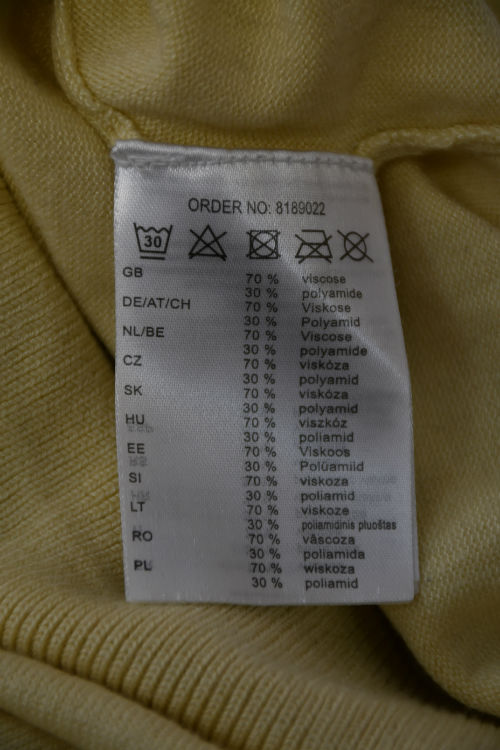 ORDER NO: 8189022
30
GB 70 % viscose
30 % polyamide
DE/AT/CH 70 % Viskose
30 % Polyamid
NL/BE 70 % Viscose
30 % polyamide
CZ 70 % viskóza
30 % polyamid
SK 70 % viskóza
30 % polyamid
HU 70 % viszkóz
30 % poliamid
EE 70 % Viskoos
30 % Polüamiid
SI 70 % viskoza
30 % poliamid
LT 70 % viskoze
30 % poliamidinis pluoštas
RO 70 % vâscoza
30 % poliamida
PL 70 % wiskoza
30 % poliamid